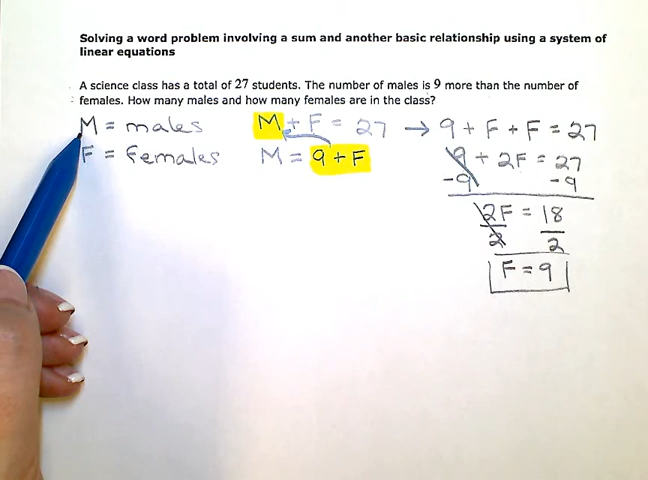 Solving a word problem involving a sum and another basic relationship using a system of
linear equations
A science class has a total of 27 students. The number of males is 9 more than the number of
females. How many males and how many females are in the class?
M = males
F = females
M + F = 27 → 9 + F + F = 27
M = 9 + F
9 + 2F = 27
-9 -9
2F = 18
2 2
F = 9